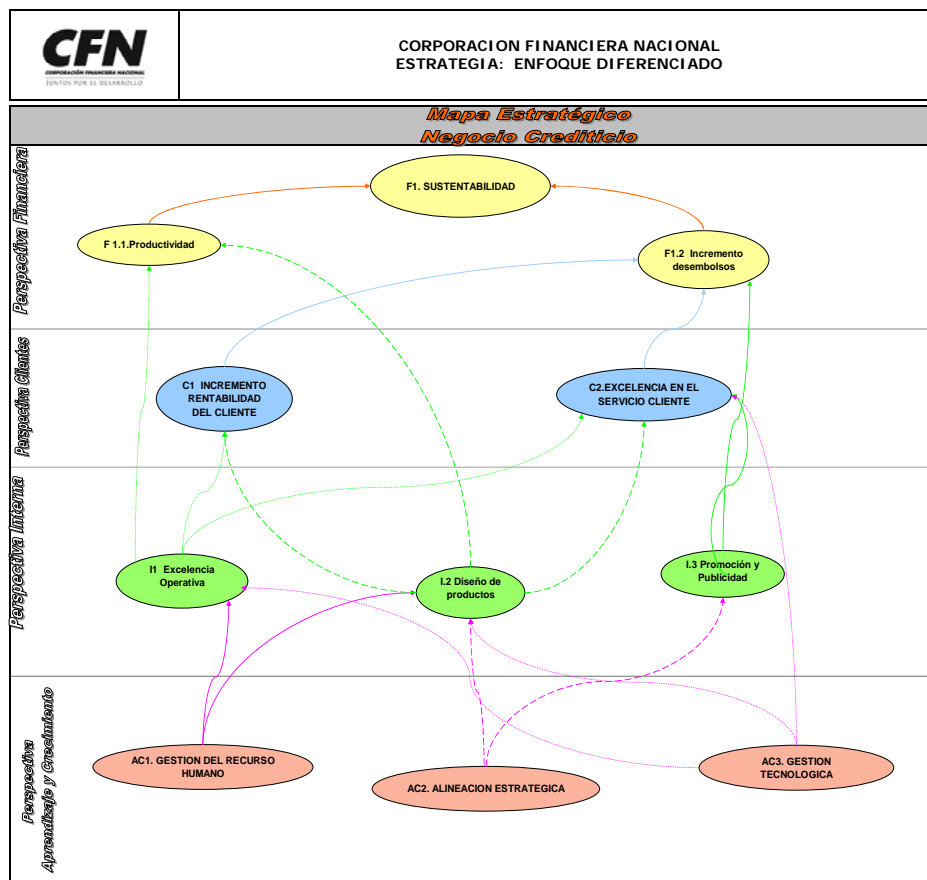 CFN
CORPORACIÓN FINANCIERA NACIONAL
JUNTOS POR EL DESARROLLO
CORPORACION FINANCIERA NACIONAL
ESTRATEGIA: ENFOQUE DIFERENCIADO
Mapa Estratégico
Negocio Crediticio
Perspectiva Financiera
F1. SUSTENTABILIDAD
F 1.1.Productividad
F1.2 Incremento
desembolsos
Perspectiva Clientes
C1 INCREMENTO
RENTABILIDAD
DEL CLIENTE
C2.EXCELENCIA EN EL
SERVICIO CLIENTE
Perspectiva Interna
I1 Excelencia
Operativa
I.2 Diseño de
productos
I.3 Promoción y
Publicidad
Perspectiva
Aprendizaje y Crecimiento
AC1. GESTION DEL RECURSO
HUMANO
AC2. ALINEACION ESTRATEGICA
AC3. GESTION
TECNOLOGICA